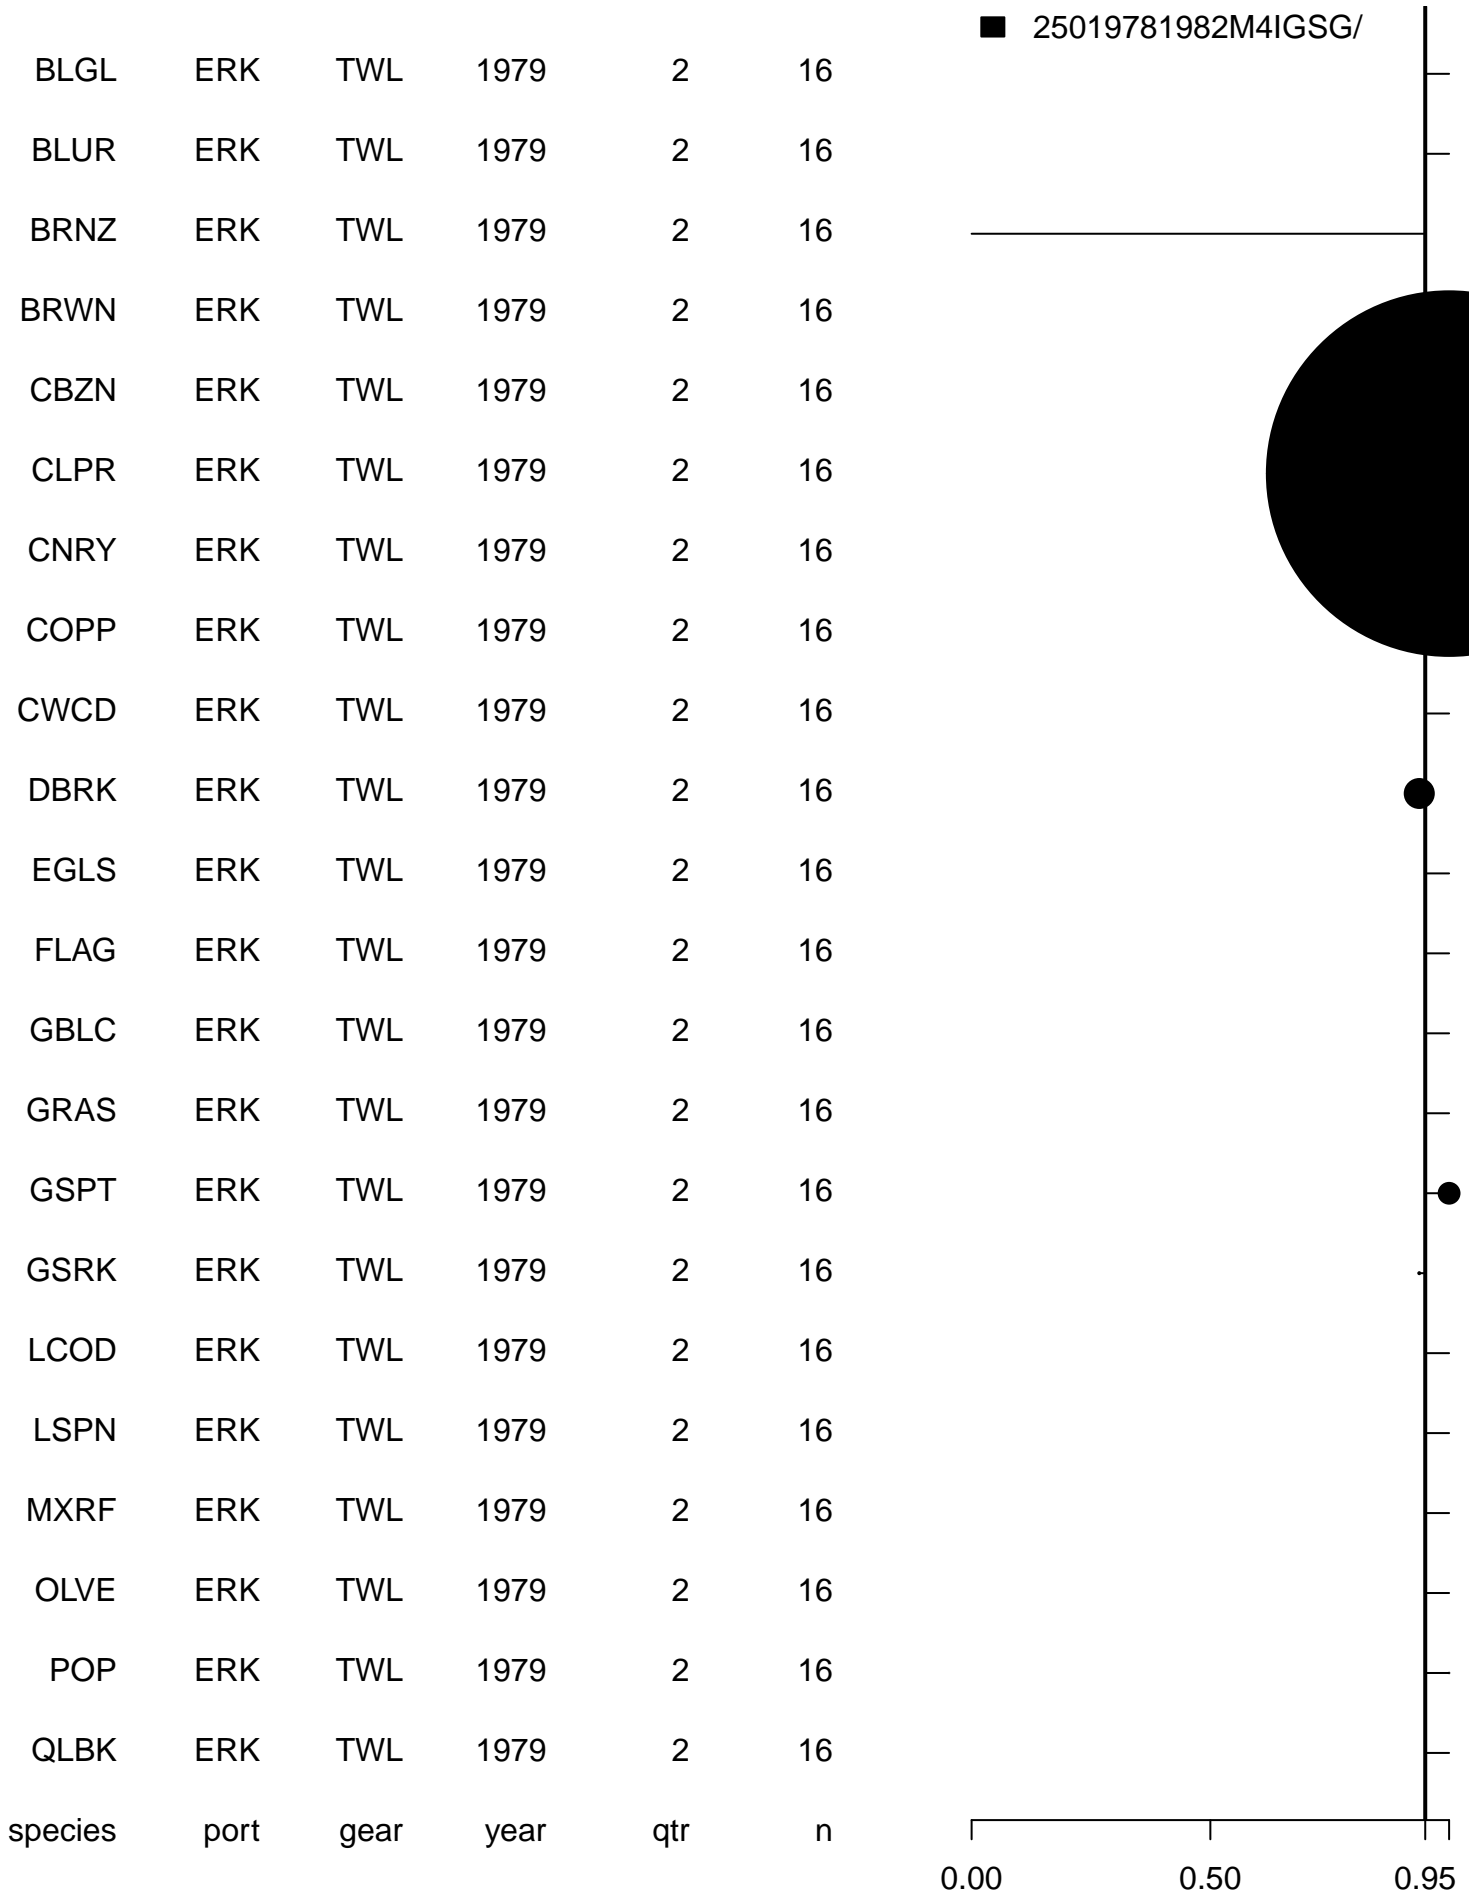 25019781982M4IGSG/
BLGL ERK TWL 1979 2 16
BLUR ERK TWL 1979 2 16
BRNZ ERK TWL 1979 2 16
BRWN ERK TWL 1979 2 16
CBZN ERK TWL 1979 2 16
CLPR ERK TWL 1979 2 16
CNRY ERK TWL 1979 2 16
COPP ERK TWL 1979 2 16
CWCD ERK TWL 1979 2 16
DBRK ERK TWL 1979 2 16
EGLS ERK TWL 1979 2 16
FLAG ERK TWL 1979 2 16
GBLC ERK TWL 1979 2 16
GRAS ERK TWL 1979 2 16
GSPT ERK TWL 1979 2 16
GSRK ERK TWL 1979 2 16
LCOD ERK TWL 1979 2 16
LSPN ERK TWL 1979 2 16
MXRF ERK TWL 1979 2 16
OLVE ERK TWL 1979 2 16
POP ERK TWL 1979 2 16
QLBK ERK TWL 1979 2 16
species port gear year qtr n
0.00 0.50 0.95